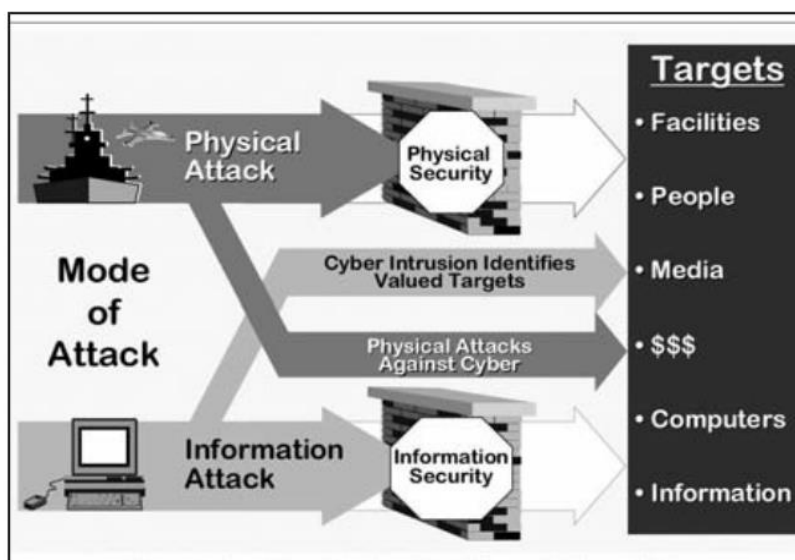 Targets
• Facilities
• People
• Media
• $$$
• Computers
• Information
Mode
of
Attack
Physical
Attack
Physical
Security
Cyber Intrusion Identifies
Valued Targets
Physical Attacks
Against Cyber
Information
Attack
Information
Security